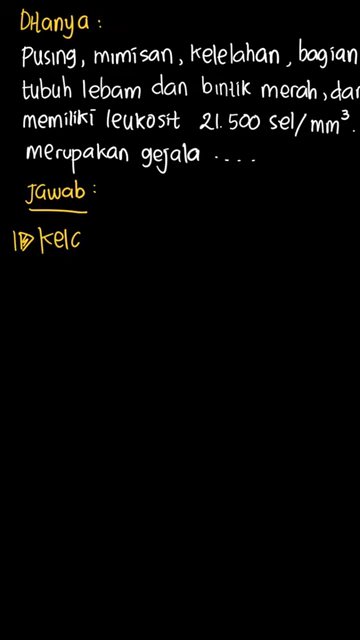 DHanya :
Pusing, mimisan, kelelahan, bagian
tubuh lebam dan bintik merah, dan
memiliki leukosit 21.500 sel/mm³.
merupakan gejala ....
Jawab :
kelc